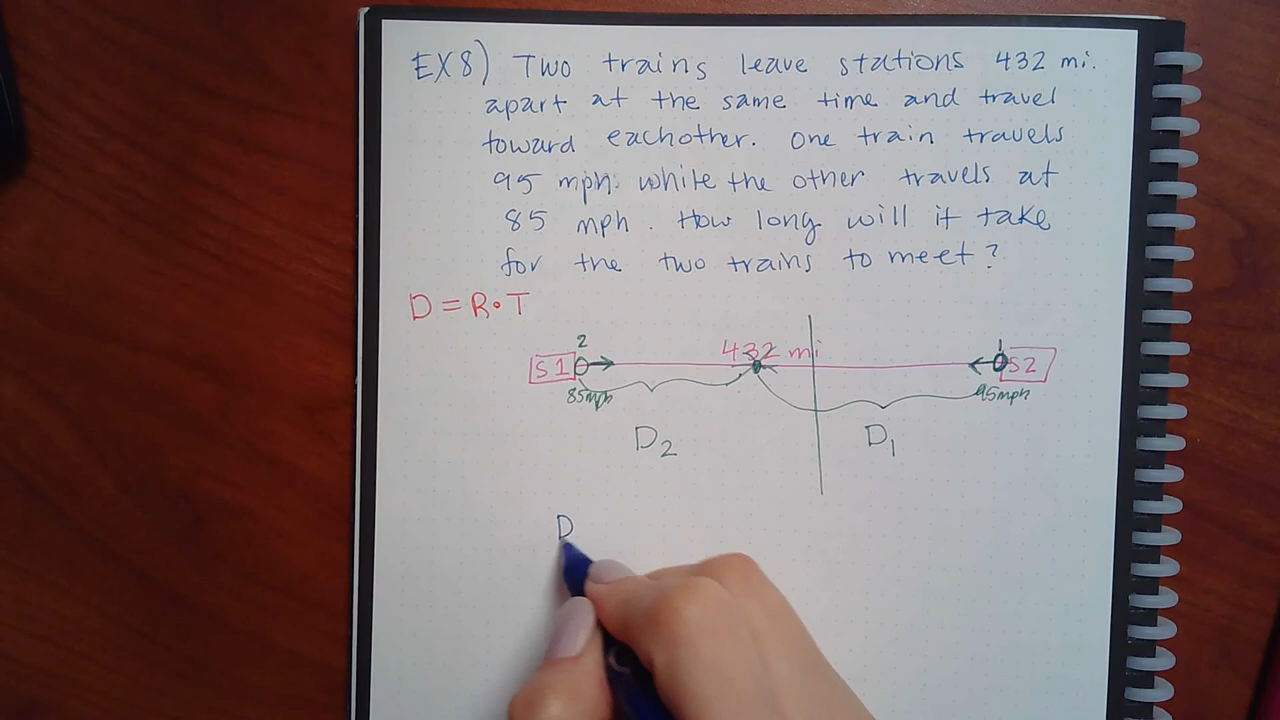 EX8) Two trains leave stations 432 mi.
apart at the same time and travel
toward eachother. One train travels
95 mph. while the other travels at
85 mph. How long will it take
for the two trains to meet?
D = R•T
432 mi
2
1
S1
S2
85mph
95mph
D2
D1
D